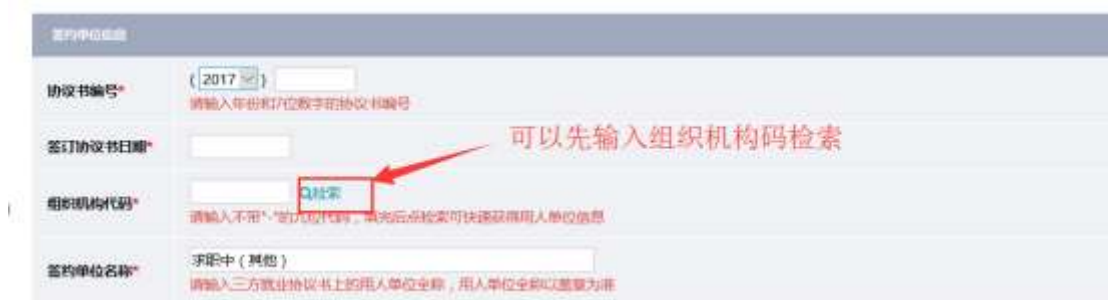 签约单位信息
协议书编号*
( 2017 )
请输入年份和7位数字的协议书编号
签订协议书日期*
可以先输入组织机构码检索
组织机构代码*
检索
请输入不带"-"的九位代码，填完后点检索可快速获得用人单位信息
签约单位名称*
求职中 ( 其他 )
请输入三方就业协议书上的用人单位全称，用人单位全称以盖章为准